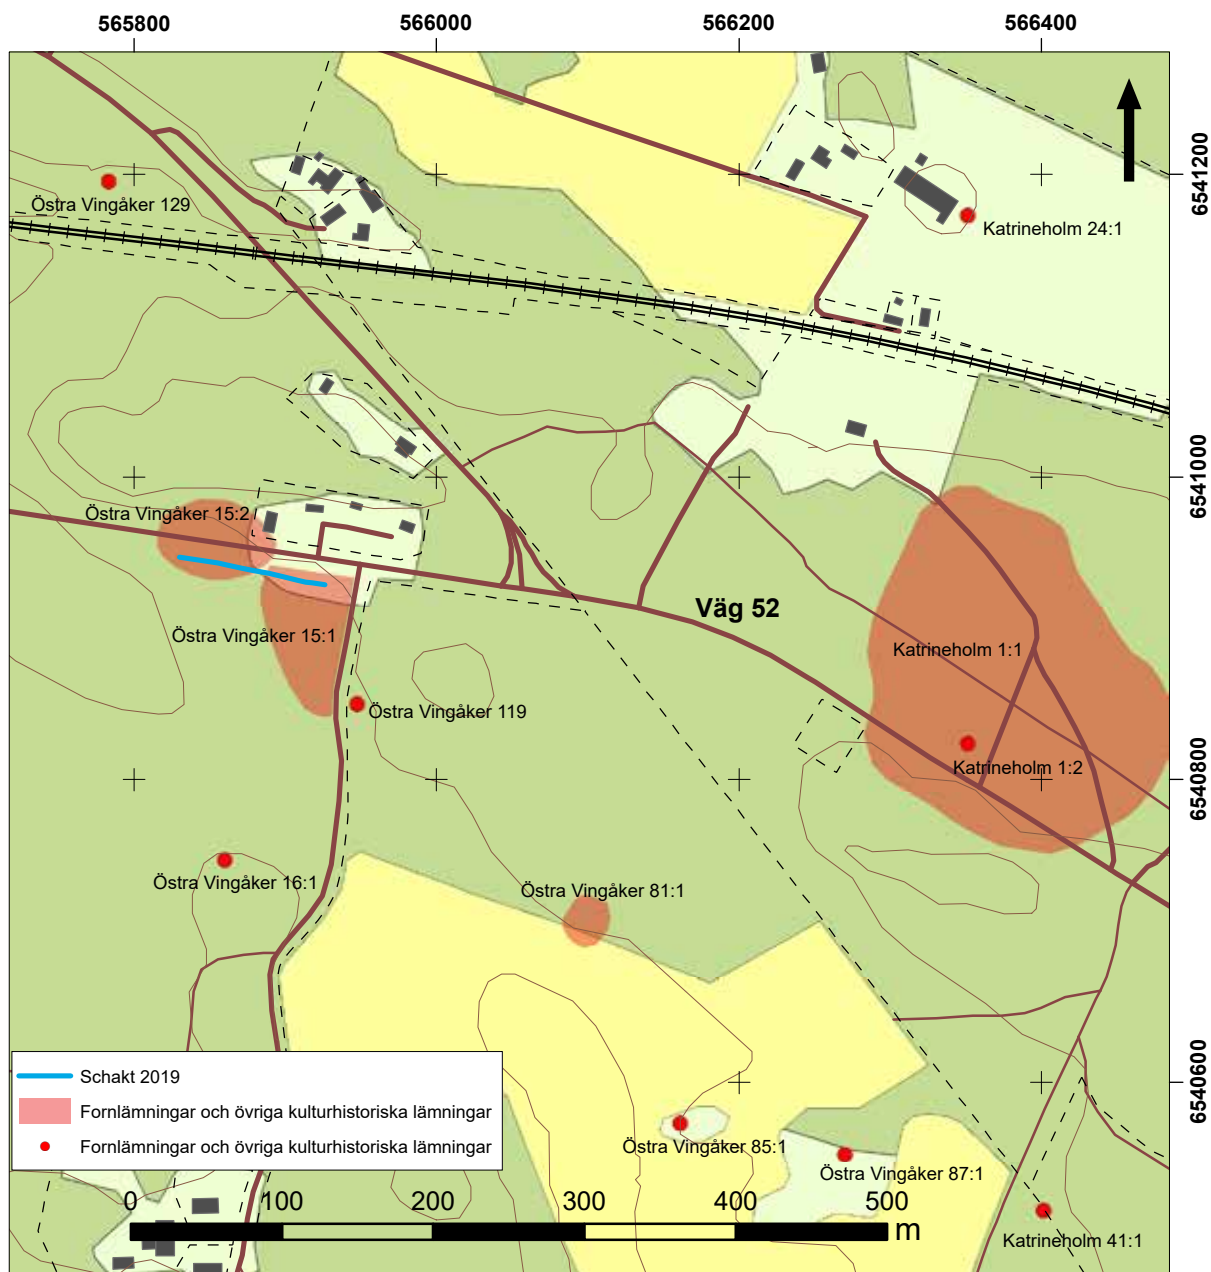 565800
566000
566200
566400
6541200
6541000
6540800
6540600
Östra Vingåker 129
Katrineholm 24:1
Östra Vingåker 15:2
Väg 52
Östra Vingåker 15:1
Katrineholm 1:1
Östra Vingåker 119
Katrineholm 1:2
Östra Vingåker 16:1
Östra Vingåker 81:1
Schakt 2019
Fornlämningar och övriga kulturhistoriska lämningar
Fornlämningar och övriga kulturhistoriska lämningar
Östra Vingåker 85:1
Östra Vingåker 87:1
Katrineholm 41:1
0 100 200 300 400 500
m